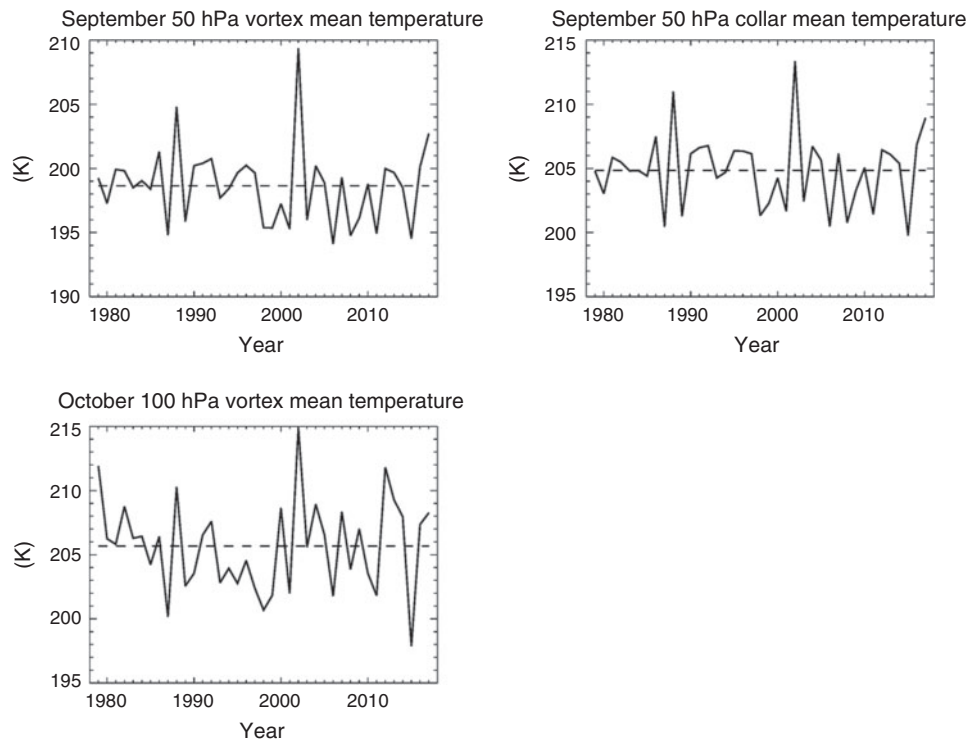 September 50 hPa vortex mean temperature
210
205
200
195
190
(K)
1980 1990 2000 2010
Year
September 50 hPa collar mean temperature
215
210
205
200
195
(K)
1980 1990 2000 2010
Year
October 100 hPa vortex mean temperature
215
210
205
200
195
(K)
1980 1990 2000 2010
Year